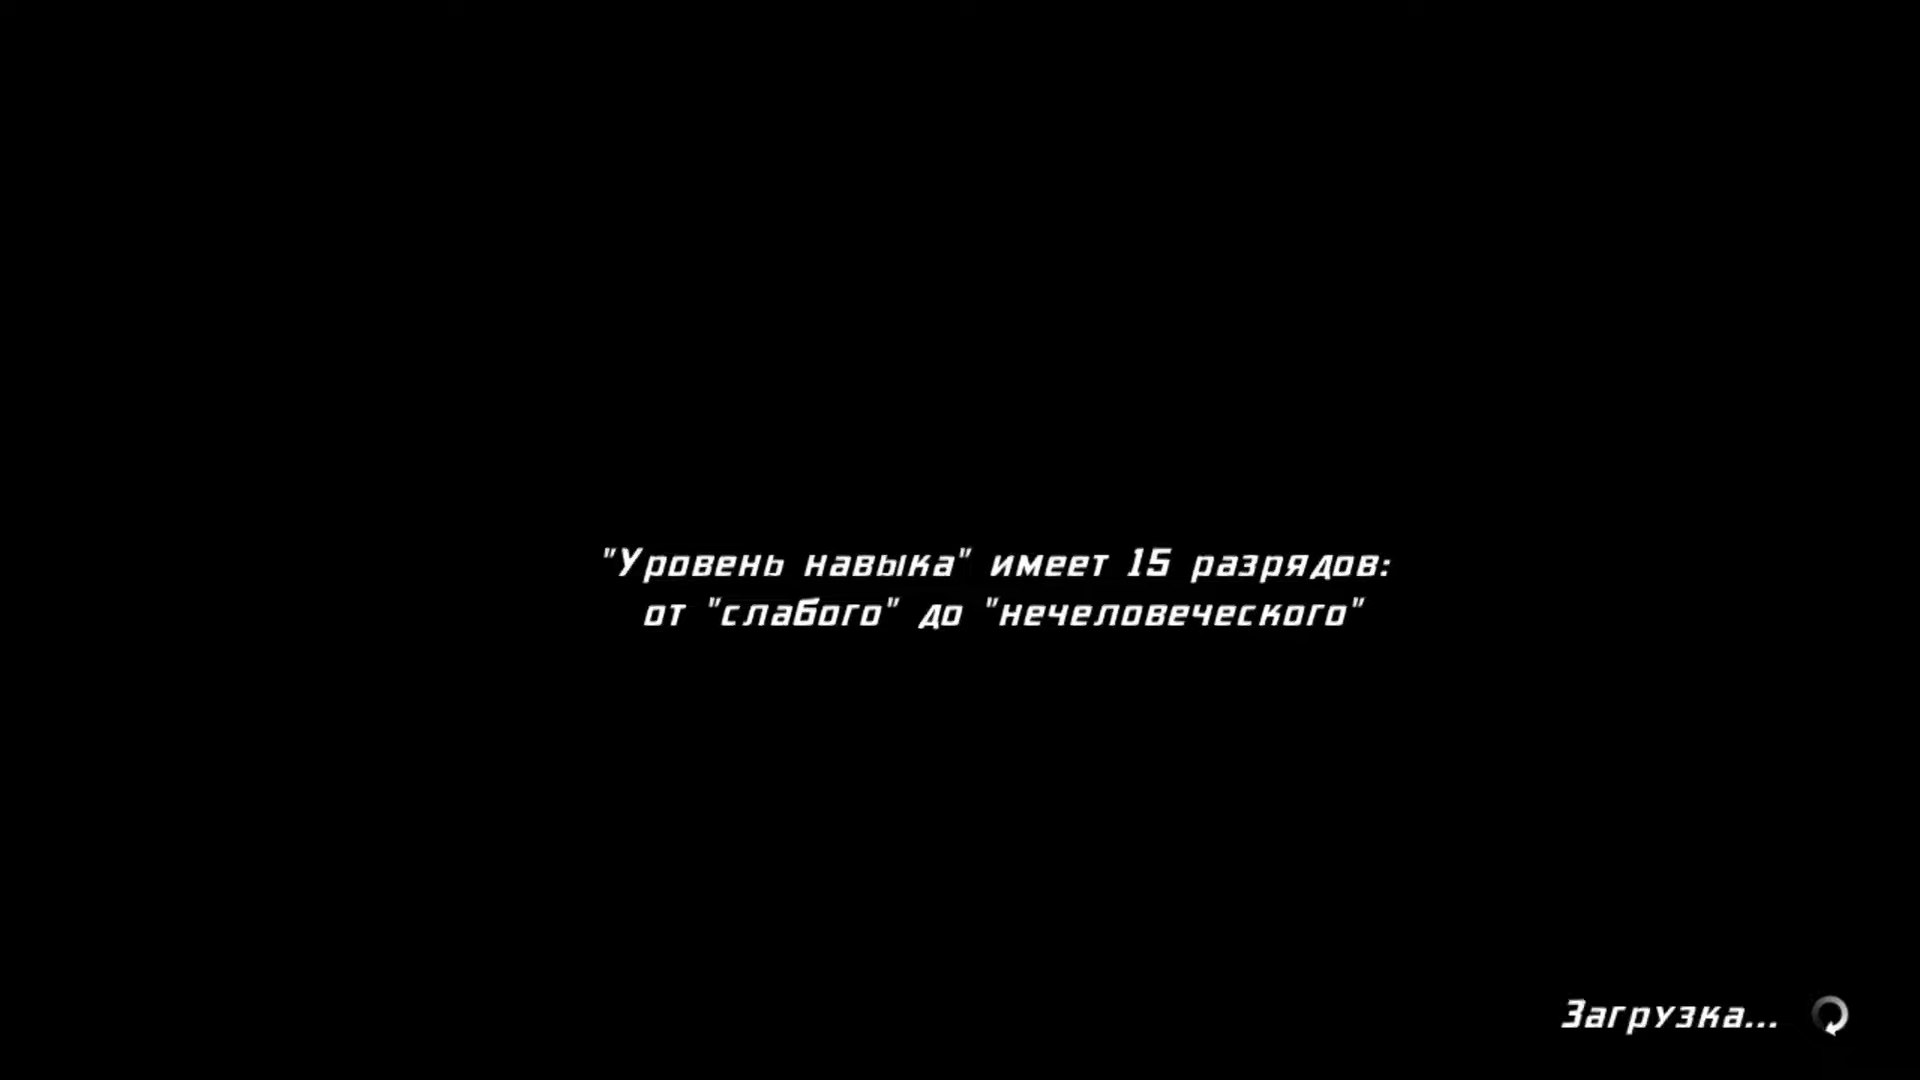 "Уровень навыка" имеет 15 разрядов:
от "слабого" до "нечеловеческого"
Загрузка...